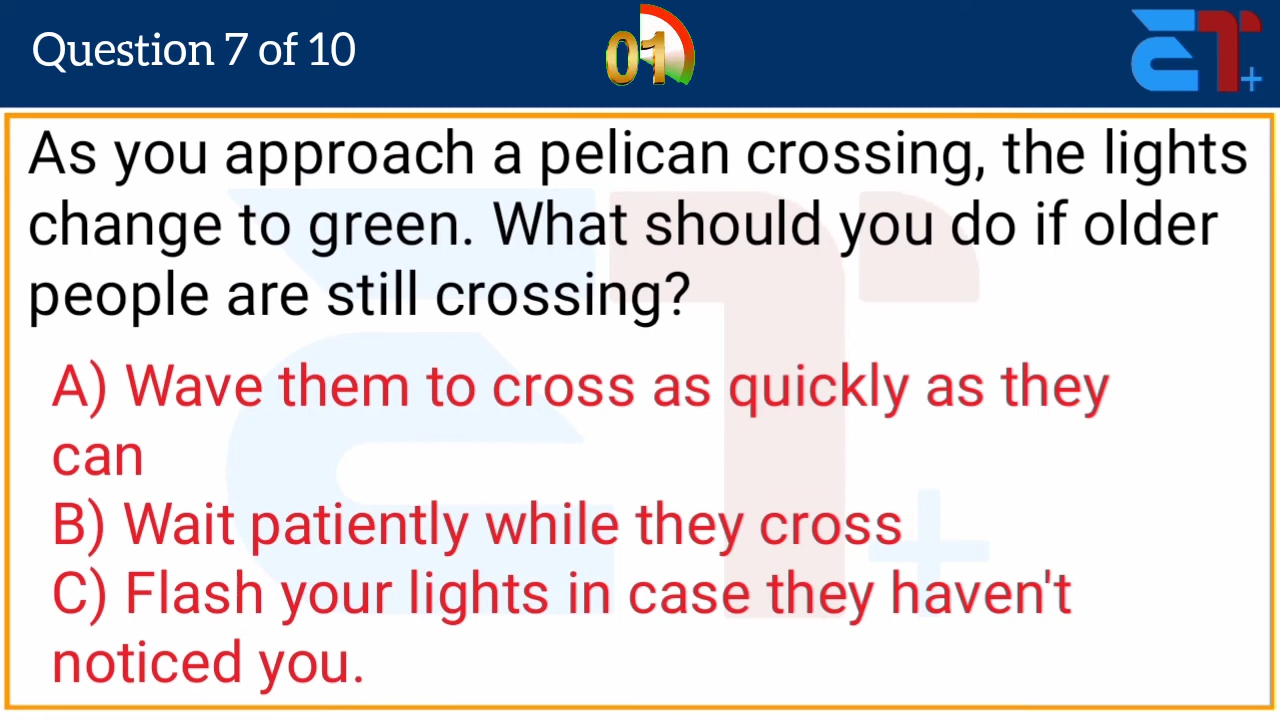 Question 7 of 10
01
ET+
As you approach a pelican crossing, the lights
change to green. What should you do if older
people are still crossing?
A) Wave them to cross as quickly as they
can
B) Wait patiently while they cross
C) Flash your lights in case they haven't
noticed you.